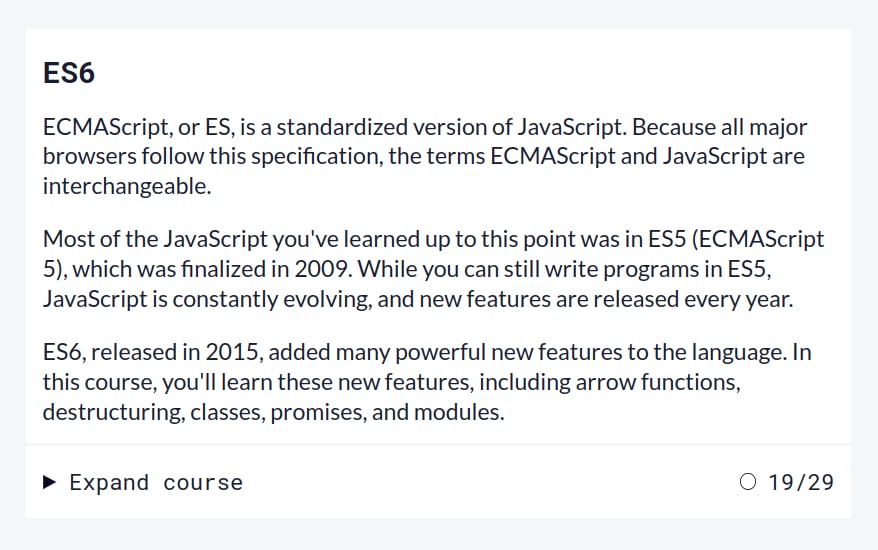 ES6
ECMAScript, or ES, is a standardized version of JavaScript. Because all major
browsers follow this specification, the terms ECMAScript and JavaScript are
interchangeable.
Most of the JavaScript you've learned up to this point was in ES5 (ECMAScript
5), which was finalized in 2009. While you can still write programs in ES5,
JavaScript is constantly evolving, and new features are released every year.
ES6, released in 2015, added many powerful new features to the language. In
this course, you'll learn these new features, including arrow functions,
destructuring, classes, promises, and modules.
Expand course 19/29